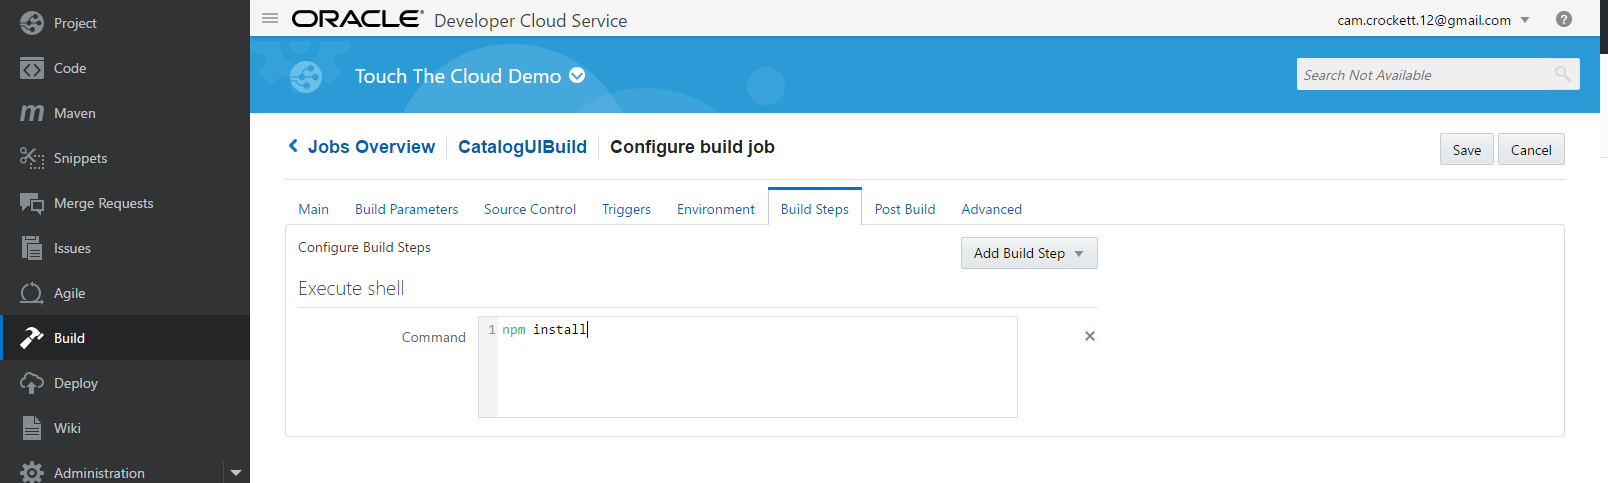 Project
Code
Maven
Snippets
Merge Requests
Issues
Agile
Build
Deploy
Wiki
Administration
ORACLE® Developer Cloud Service
cam.crockett.12@gmail.com
?
Touch The Cloud Demo
Search Not Available
Jobs Overview CatalogUIBuild Configure build job
Save Cancel
Main Build Parameters Source Control Triggers Environment Build Steps Post Build Advanced
Configure Build Steps
Add Build Step
Execute shell
Command
1 npm install